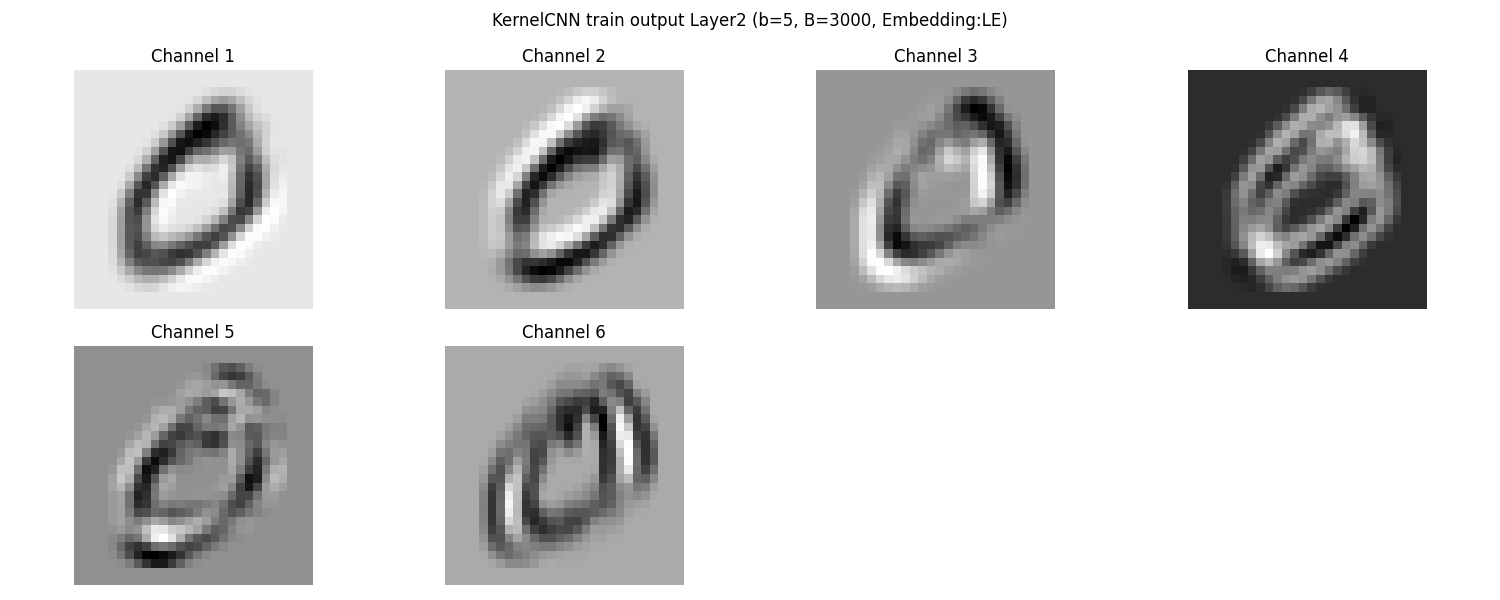 KernelCNN train output Layer2 (b=5, B=3000, Embedding:LE)
Channel 1
Channel 2
Channel 3
Channel 4
Channel 5
Channel 6